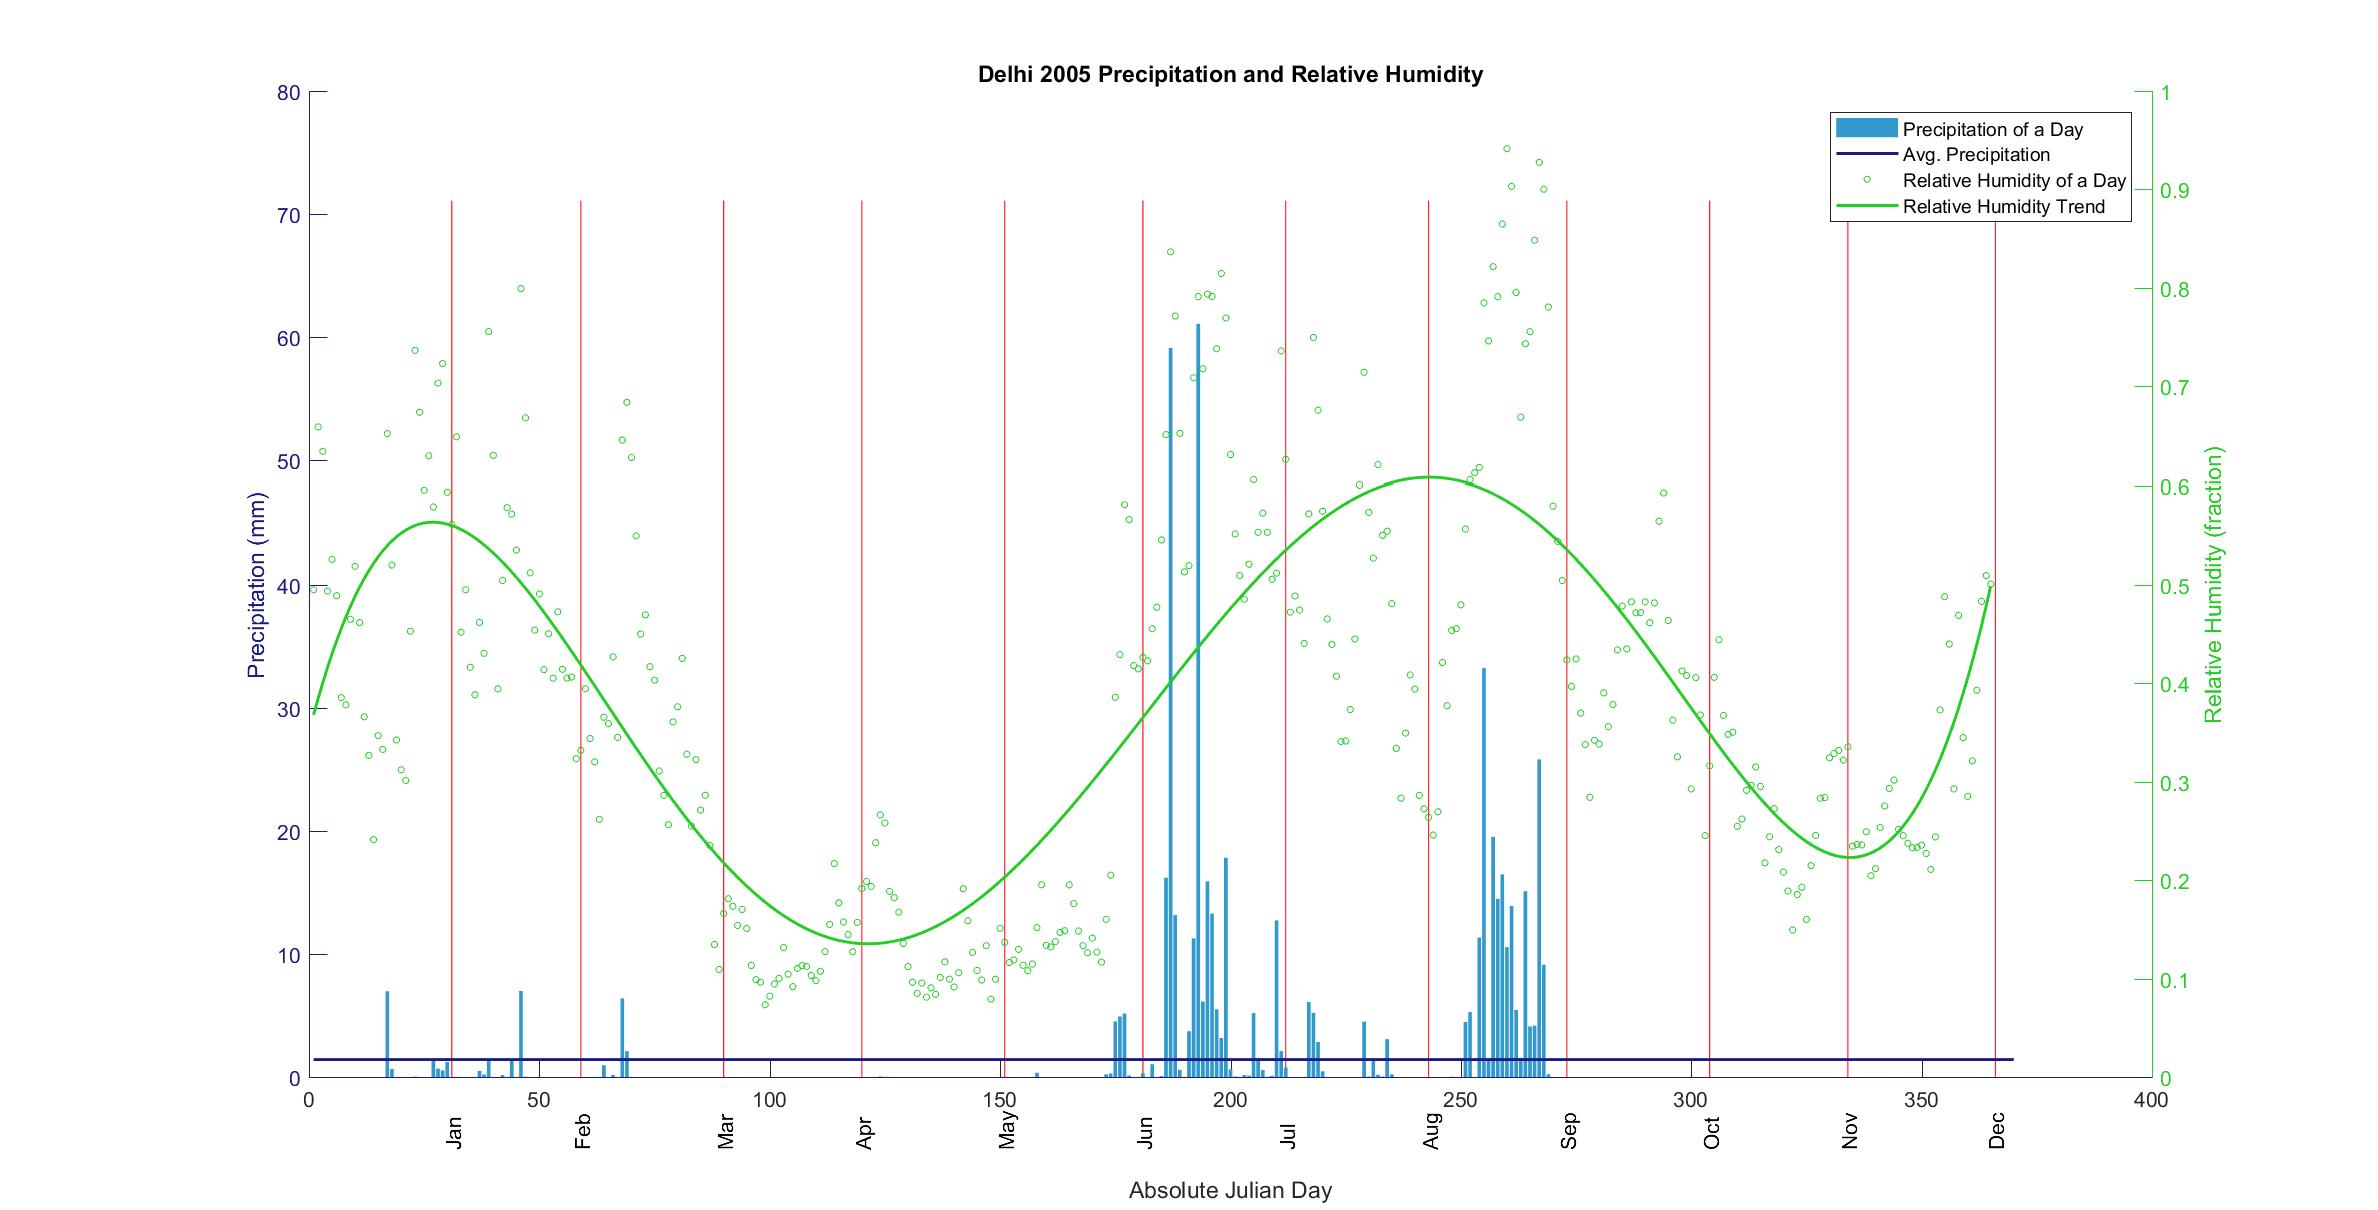 Delhi 2005 Precipitation and Relative Humidity
Precipitation of a Day
Avg. Precipitation
Relative Humidity of a Day
Relative Humidity Trend
80
70
60
50
40
30
20
10
0
Precipitation (mm)
1
0.9
0.8
0.7
0.6
0.5
0.4
0.3
0.2
0.1
0
Relative Humidity (fraction)
0 50 100 150 200 250 300 350 400
Jan Feb Mar Apr May Jun Jul Aug Sep Oct Nov Dec
Absolute Julian Day